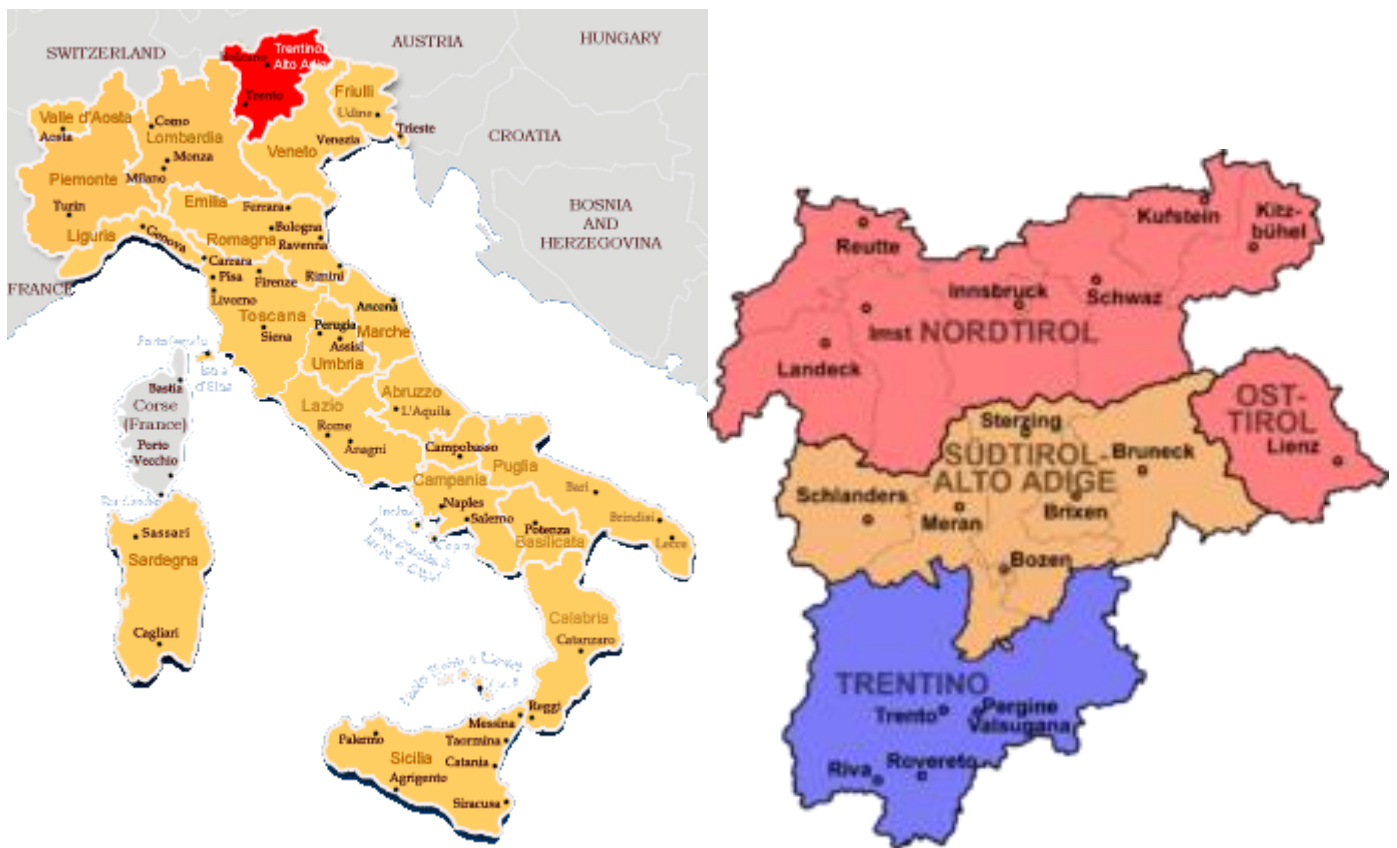 SWITZERLAND
AUSTRIA
HUNGARY
Trentino
Alto Adig
Trento
Friuli
Udine
Trieste
CROATIA
Valle d'Aosta
Aosta
Como
Lombardia
Monza
Milano
Veneto
Venezia
Piemonte
Turin
Emilia
Ferrara
Bologna
Romagna
Ravenna
BOSNIA
AND
HERZEGOVINA
Liguria
Genova
Carrara
Pisa
Firenze
Rimini
FRANCE
Livorno
Ancona
Toscana
Siena
Perugia
Marche
Assisi
Umbria
Bastia
Corse
(France)
Porto
-Vecchio
Lazio
Rome
Anagni
Abruzzo
L'Aquila
Campobasso
Puglia
Campania
Bari
Naples
Salerno
Potenza
Basilicata
Brindisi
Lecce
Sassari
Sardegna
Cagliari
Calabria
Catanzaro
Reggi
Messina
Palermo
Taormina
Sicilia
Catania
Agrigento
Siracusa
Reutte
Kufstein
Kitz-
bühel
Innsbruck
Schwaz
Imst
NORDTIROL
Landeck
OST-
TIROL
Lienz
Sterzing
SÜDTIROL-
ALTO ADIGE
Bruneck
Schlanders
Meran
Brixen
Bozen
TRENTINO
Trento
Pergine
Valsugana
Riva
Rovereto